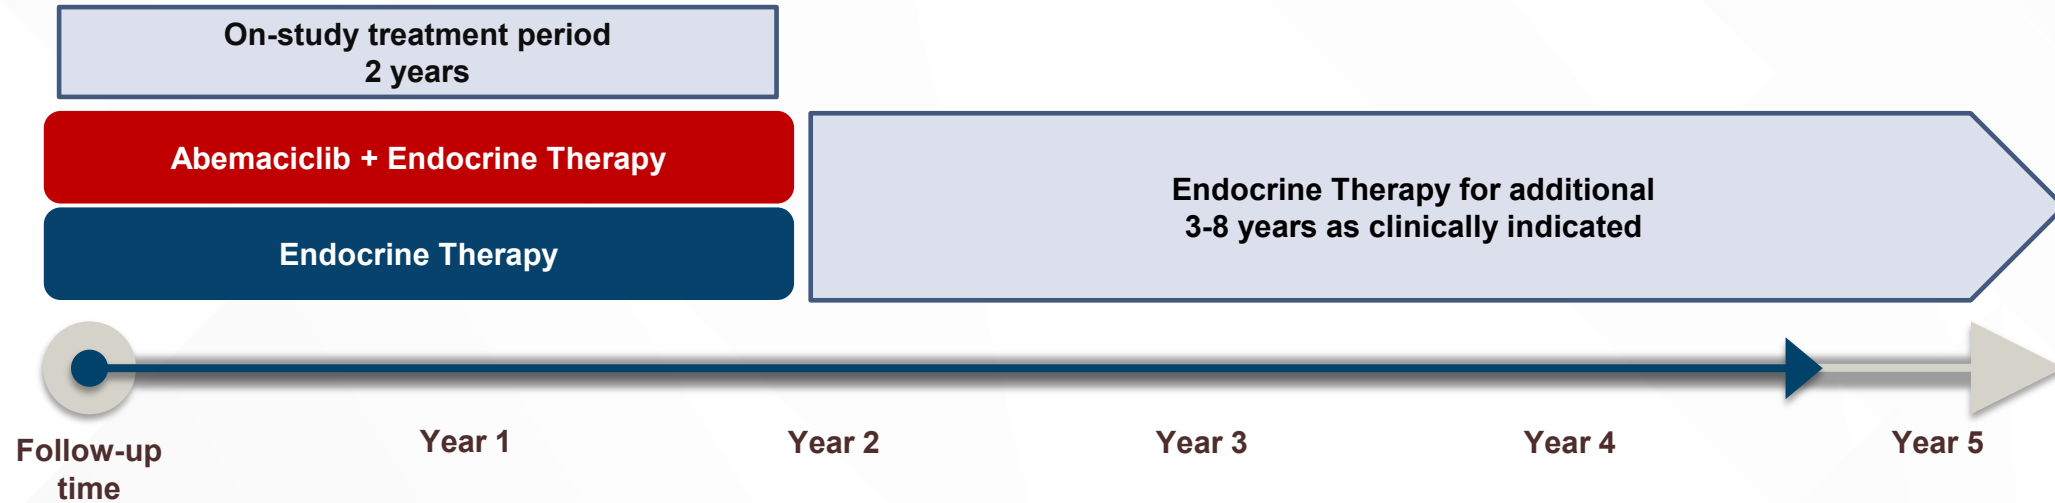 On-study treatment period
2 years
Abemaciclib + Endocrine Therapy
Endocrine Therapy
Endocrine Therapy for additional
3-8 years as clinically indicated
Follow-up
time
Year 1
Year 2
Year 3
Year 4
Year 5